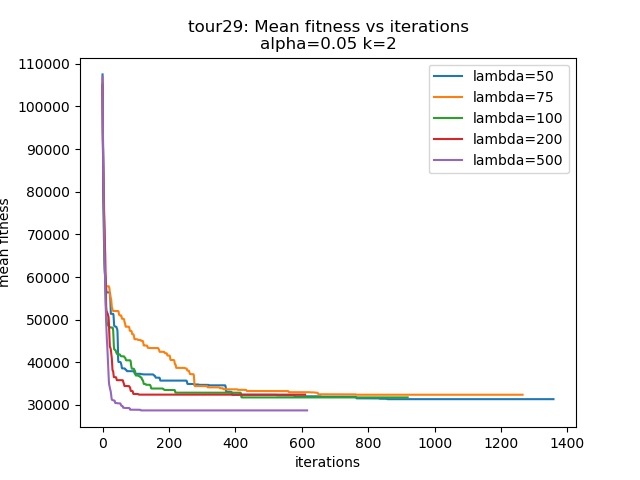 tour29: Mean fitness vs iterations
alpha=0.05 k=2
110000
100000
90000
80000
70000
60000
50000
40000
30000
mean fitness
lambda=50
lambda=75
lambda=100
lambda=200
lambda=500
0
200
400
600
800
1000
1200
1400
iterations